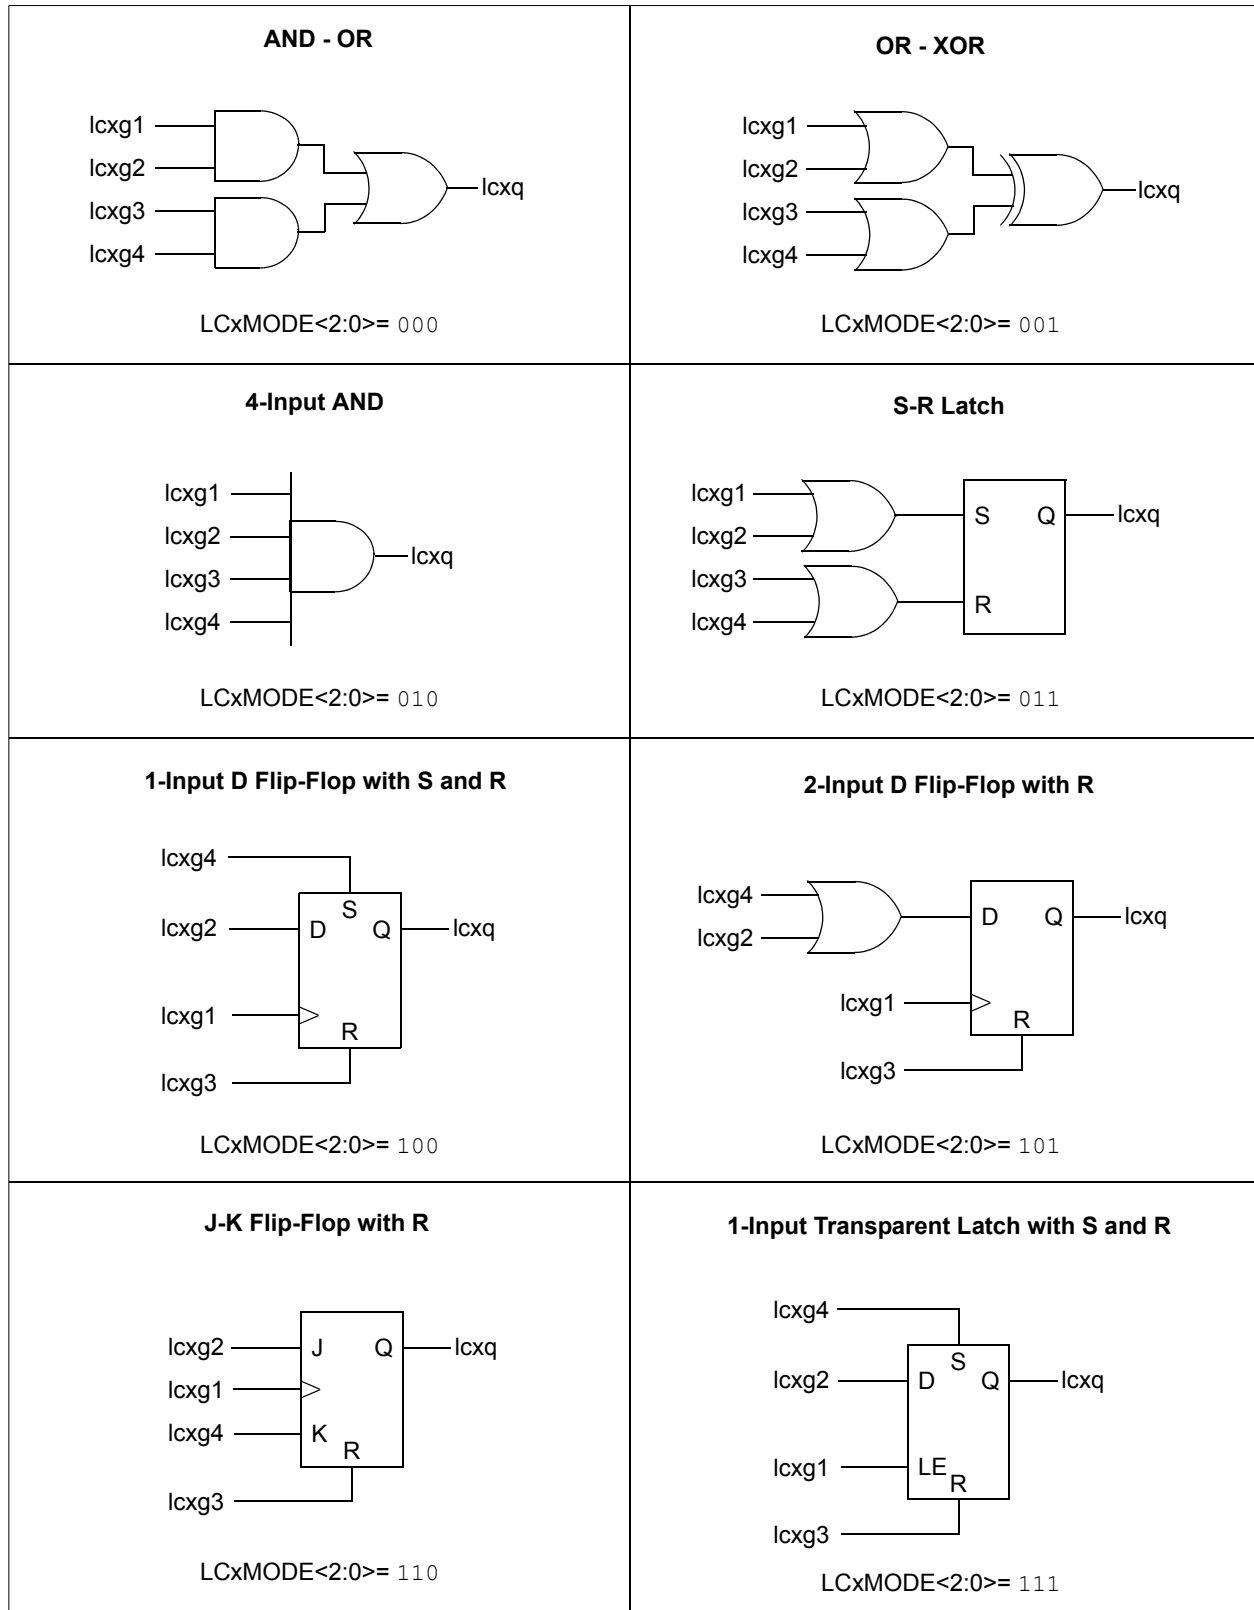 AND - OR
lcxg1
lcxg2
lcxg3
lcxg4
lcxq
LCxMODE<2:0>= 000
OR - XOR
lcxg1
lcxg2
lcxg3
lcxg4
lcxq
LCxMODE<2:0>= 001
4-Input AND
lcxg1
lcxg2
lcxg3
lcxg4
lcxq
LCxMODE<2:0>= 010
S-R Latch
lcxg1
lcxg2
lcxg3
lcxg4
S Q
R
lcxq
LCxMODE<2:0>= 011
1-Input D Flip-Flop with S and R
lcxg4
S
lcxg2
D Q
lcxq
lcxg1
R
lcxg3
LCxMODE<2:0>= 100
2-Input D Flip-Flop with R
lcxg4
lcxg2
D Q
lcxq
lcxg1
R
lcxg3
LCxMODE<2:0>= 101
J-K Flip-Flop with R
lcxg2
J Q
lcxq
lcxg1
lcxg4
K
R
lcxg3
LCxMODE<2:0>= 110
1-Input Transparent Latch with S and R
lcxg4
S
lcxg2
D Q
lcxq
lcxg1
LE
R
lcxg3
LCxMODE<2:0>= 111